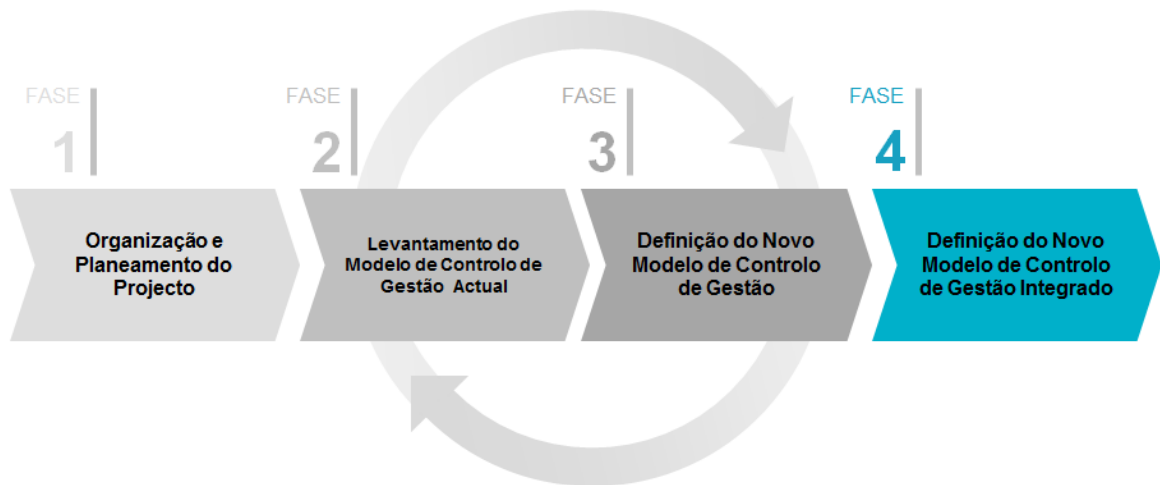 FASE
1
FASE
2
FASE
3
FASE
4
Organização e
Planeamento do
Projecto
Levantamento do
Modelo de Controlo de
Gestão Actual
Definição do Novo
Modelo de Controlo
de Gestão
Definição do Novo
Modelo de Controlo
de Gestão Integrado